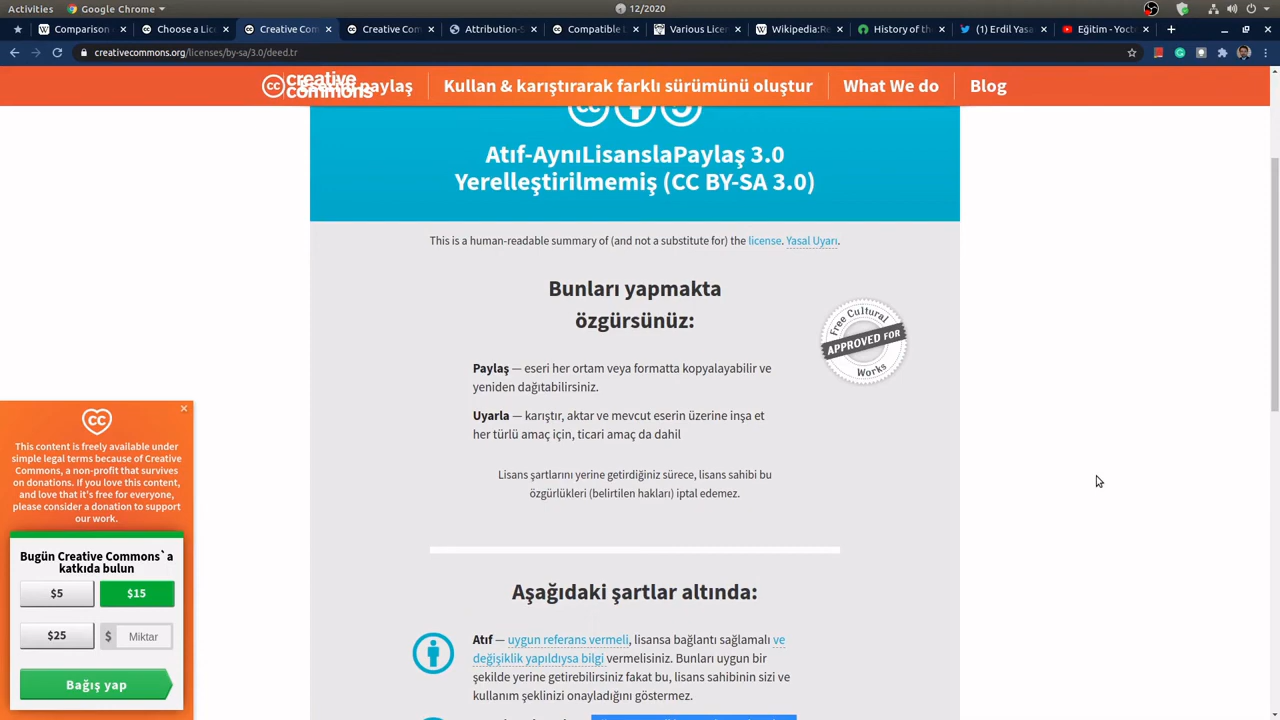 Activities
Google Chrome
12/2020
Comparison
Choose a Lic
Creative Com
Creative Com
Attribution-S
Compatible L
Various Licen
Wikipedia:Re
History of the
(1) Erdil Yasa
Eğitim - Yoct
creativecommons.org/licenses/by-sa/3.0/deed.tr
creative commons
paylaş
Kullan & karıştırarak farklı sürümünü oluştur
What We do
Blog
Atıf-AynıLisanslaPaylaş 3.0
Yerelleştirilmemiş (CC BY-SA 3.0)
This is a human-readable summary of (and not a substitute for) the license. Yasal Uyarı.
Bunları yapmakta
özgürsünüz:
Free Cultural
APPROVED FOR
Works
Paylaş — eseri her ortam veya formatta kopyalayabilir ve
yeniden dağıtabilirsiniz.
Uyarla — karıştır, aktar ve mevcut eserin üzerine inşa et
her türlü amaç için, ticari amaç da dahil
Lisans şartlarını yerine getirdiğiniz sürece, lisans sahibi bu
özgürlükleri (belirtilen hakları) iptal edemez.
Aşağıdaki şartlar altında:
Atıf — uygun referans vermeli, lisansa bağlantı sağlamalı ve
değişiklik yapıldıysa bilgi vermelisiniz. Bunları uygun bir
şekilde yerine getirebilirsiniz fakat bu, lisans sahibinin sizi ve
kullanım şeklinizi onayladığını göstermez.
cc
This content is freely available under
simple legal terms because of Creative
Commons, a non-profit that survives
on donations. If you love this content,
and love that it's free for everyone,
please consider a donation to support
our work.
Bugün Creative Commons`a
katkıda bulun
$5
$15
$25
$ Miktar
Bağış yap